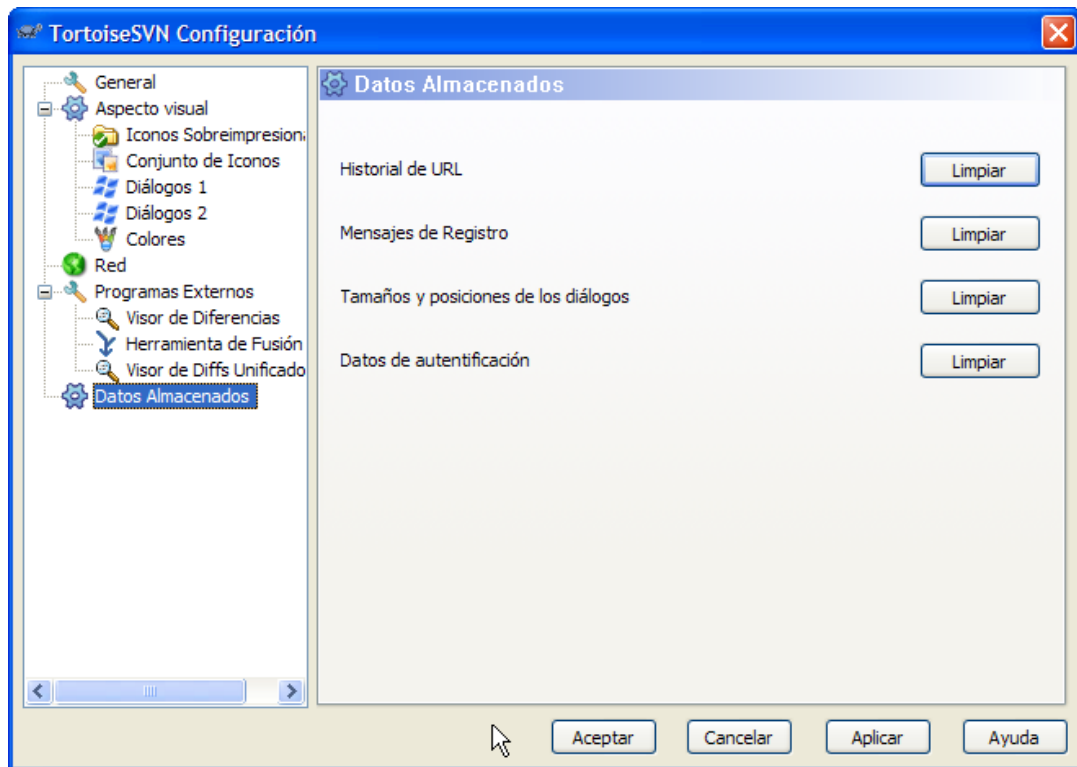 TortoiseSVN Configuración
General
Aspecto visual
Iconos Sobreimpresion
Conjunto de Iconos
Diálogos 1
Diálogos 2
Colores
Red
Programas Externos
Visor de Diferencias
Herramienta de Fusión
Visor de Diffs Unificado
Datos Almacenados
Datos Almacenados
Historial de URL Limpiar
Mensajes de Registro Limpiar
Tamaños y posiciones de los diálogos Limpiar
Datos de autentificación Limpiar
Aceptar Cancelar Aplicar Ayuda